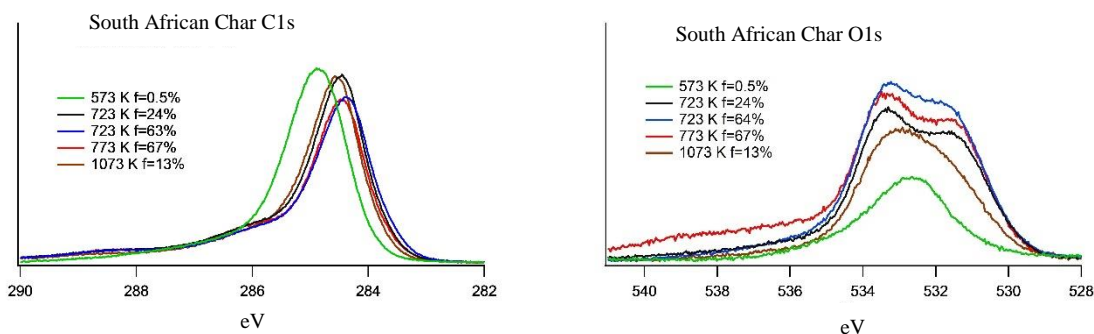 South African Char C1s
573 K f=0.5%
723 K f=24%
723 K f=63%
773 K f=67%
1073 K f=13%
290
288
286
284
282
eV
South African Char O1s
573 K f=0.5%
723 K f=24%
723 K f=64%
773 K f=67%
1073 K f=13%
540
538
536
534
532
530
528
eV